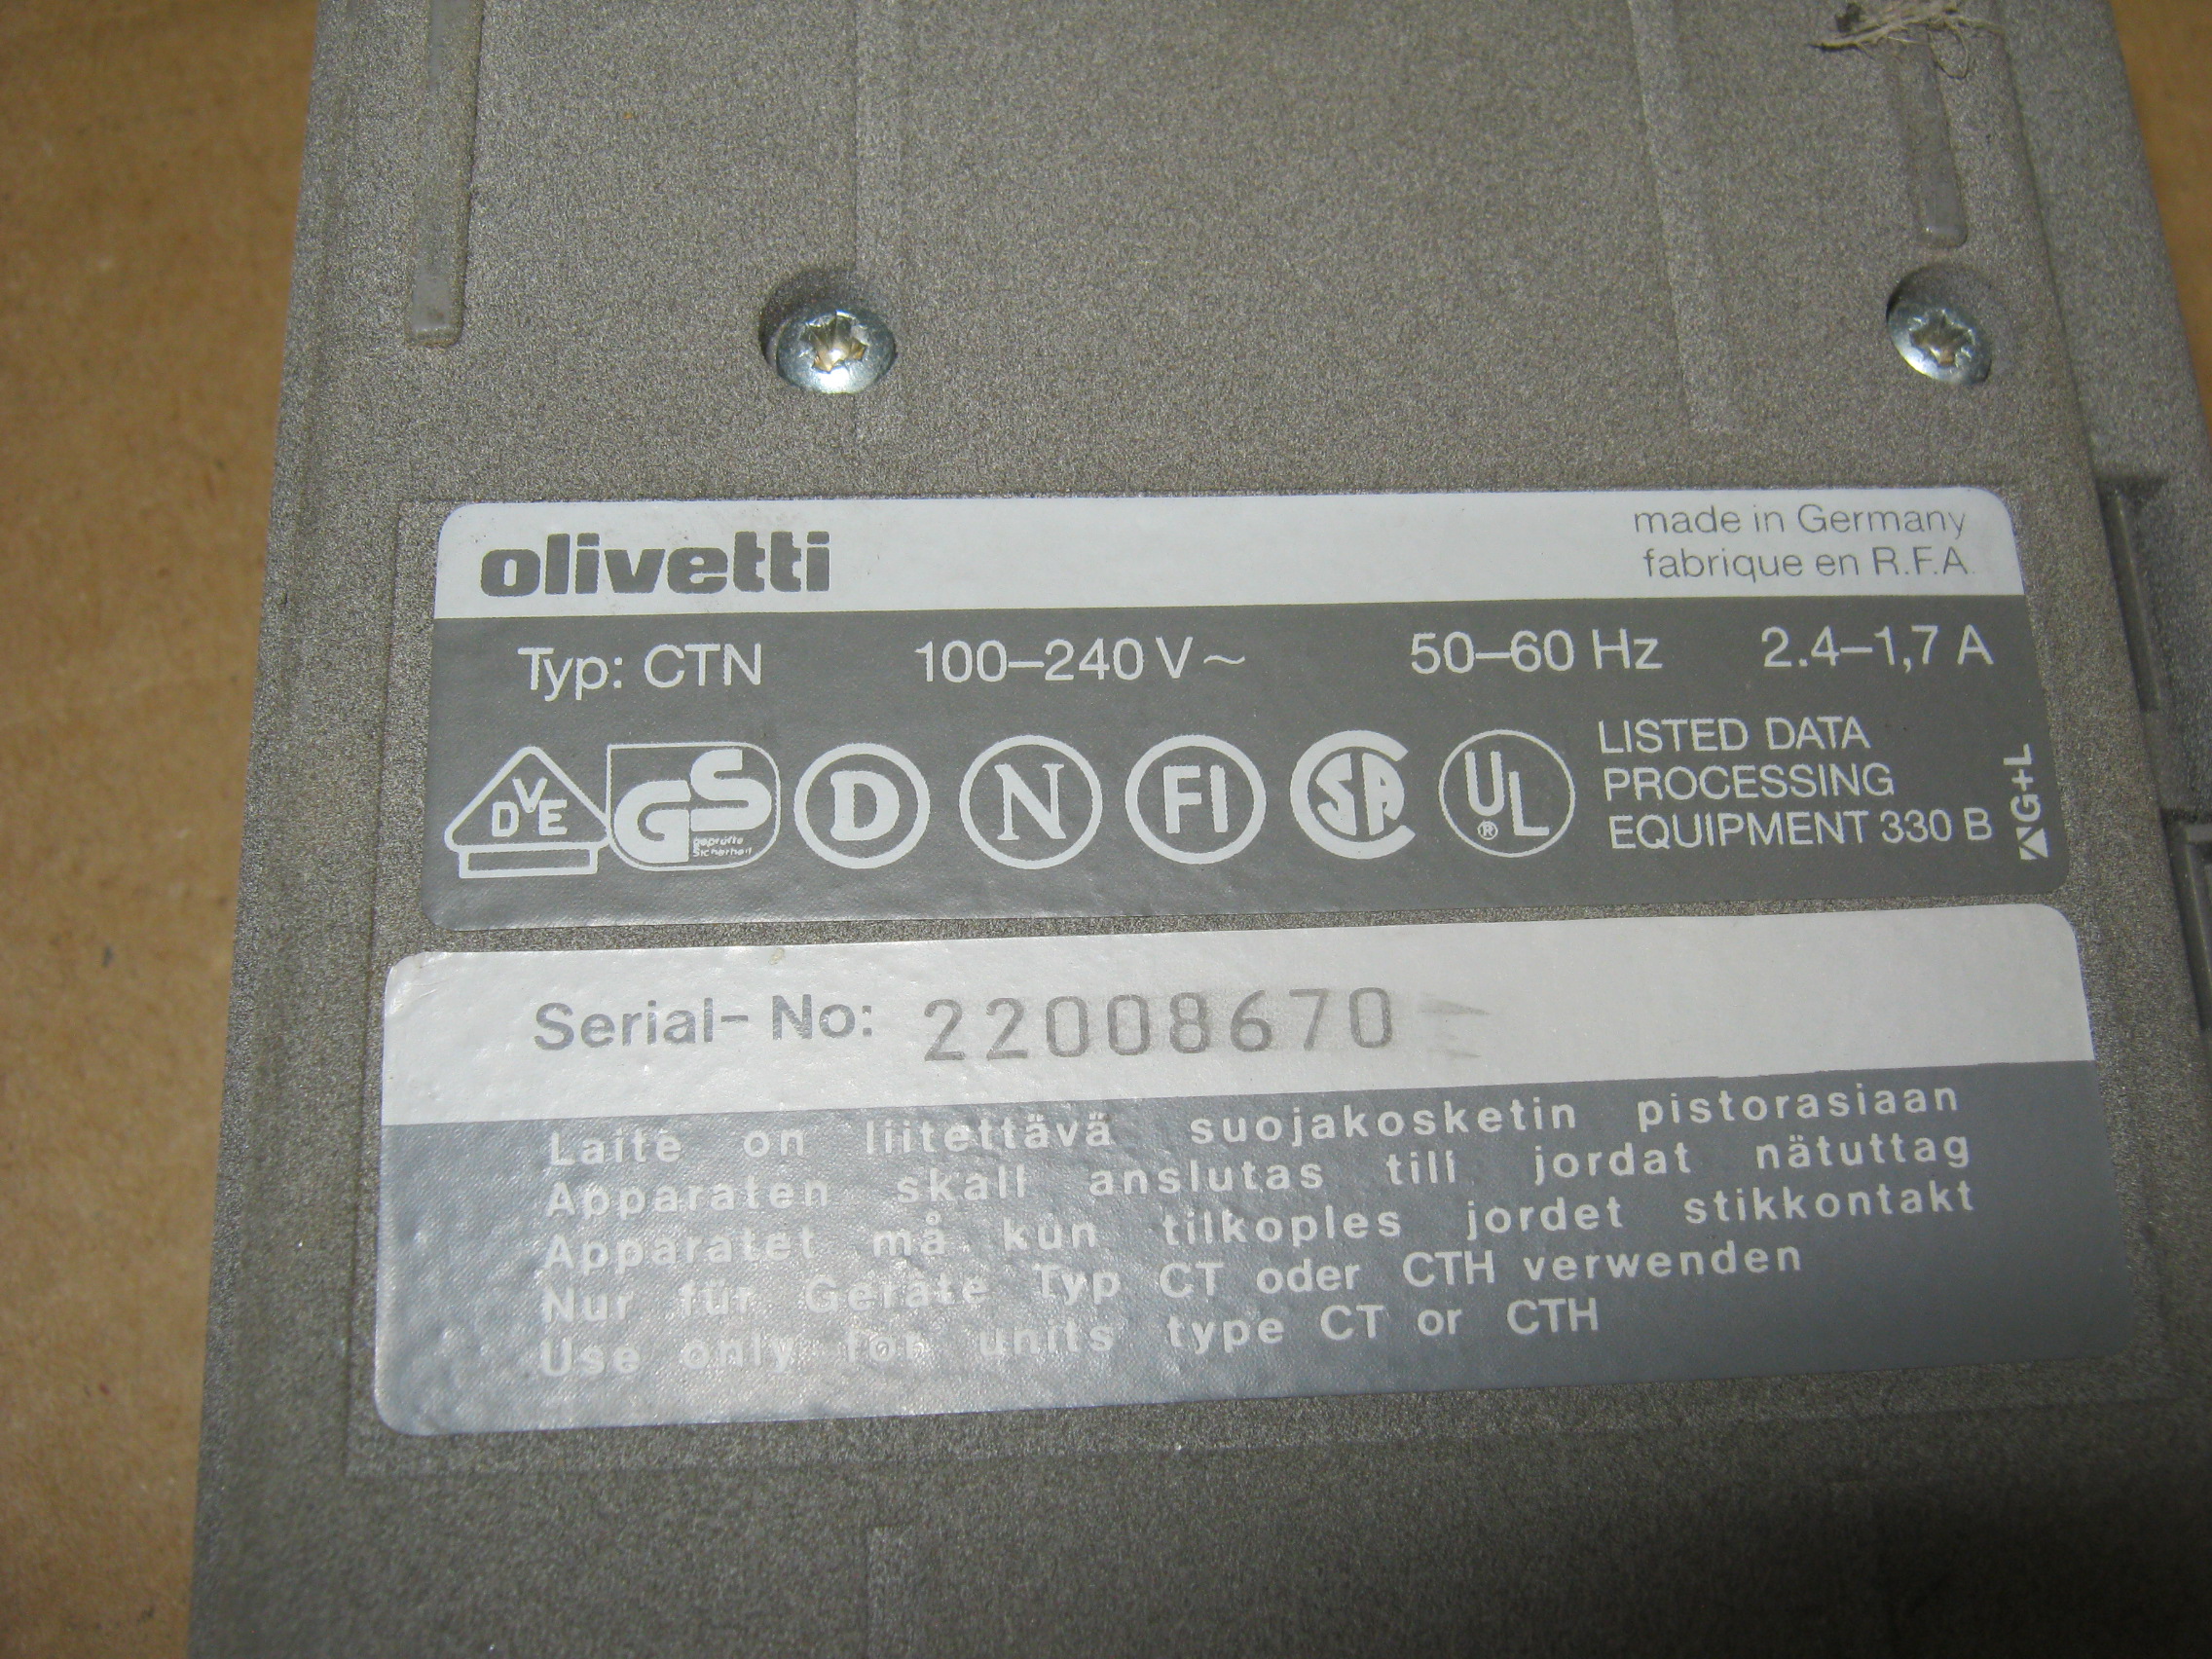 olivetti
made in Germany
fabrique en R.F.A.
Typ: CTN 100–240 V ~ 50–60 Hz 2.4–1,7 A
DVE GS geprüfte Sicherheit D N FI SA UL ®
LISTED DATA
PROCESSING
EQUIPMENT 330 B
G+L
Serial- No: 22008670
Laite on liitettävä suojakosketin pistorasiaan
Apparaten skall anslutas till jordat nätuttag
Apparatet må kun tilkoples jordet stikkontakt
Nur für Geräte Typ CT oder CTH verwenden
Use only for units type CT or CTH